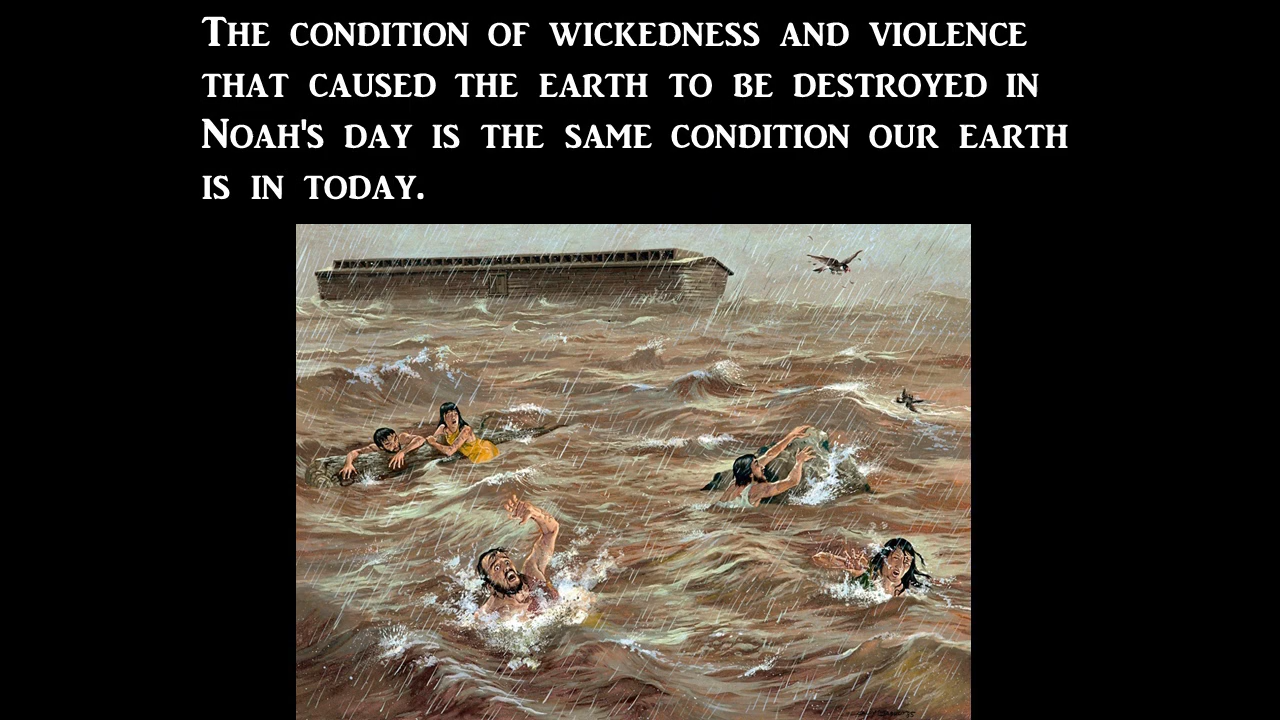 The condition of wickedness and violence
that caused the earth to be destroyed in
Noah's day is the same condition our earth
is in today.